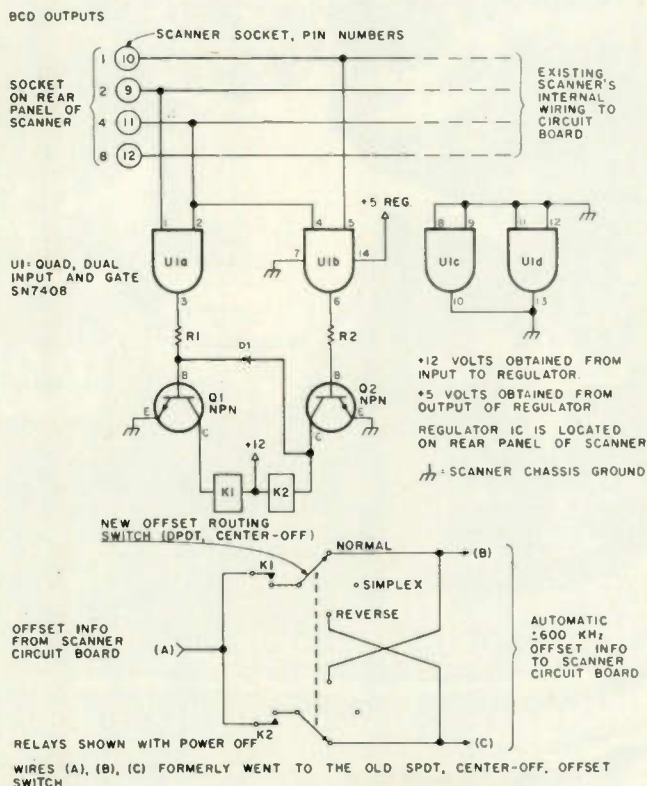 BCD OUTPUTS
SCANNER SOCKET, PIN NUMBERS
SOCKET
ON REAR
PANEL OF
SCANNER
1 10
2 9
4 11
8 12
EXISTING
SCANNER'S
INTERNAL
WIRING TO
CIRCUIT
BOARD
+5 REG.
1 2
4 5
7 14
8 9
11 12
U1a
U1b
U1c
U1d
U1= QUAD, DUAL
INPUT AND GATE
SN7408
3
6
10
13
R1
R2
D1
B
Q1
NPN
E
C
B
Q2
NPN
E
C
+12
K1
K2
+12 VOLTS OBTAINED FROM
INPUT TO REGULATOR.
+5 VOLTS OBTAINED FROM
OUTPUT OF REGULATOR
REGULATOR IC IS LOCATED
ON REAR PANEL OF SCANNER
= SCANNER CHASSIS GROUND
NEW OFFSET ROUTING
SWITCH (DPDT, CENTER-OFF)
NORMAL
K1
SIMPLEX
REVERSE
(B)
OFFSET INFO
FROM SCANNER
CIRCUIT BOARD
(A)
AUTOMATIC
±600 KHz
OFFSET INFO
TO SCANNER
CIRCUIT BOARD
K2
(C)
RELAYS SHOWN WITH POWER OFF
WIRES (A), (B), (C) FORMERLY WENT TO THE OLD SPDT, CENTER-OFF, OFFSET
SWITCH